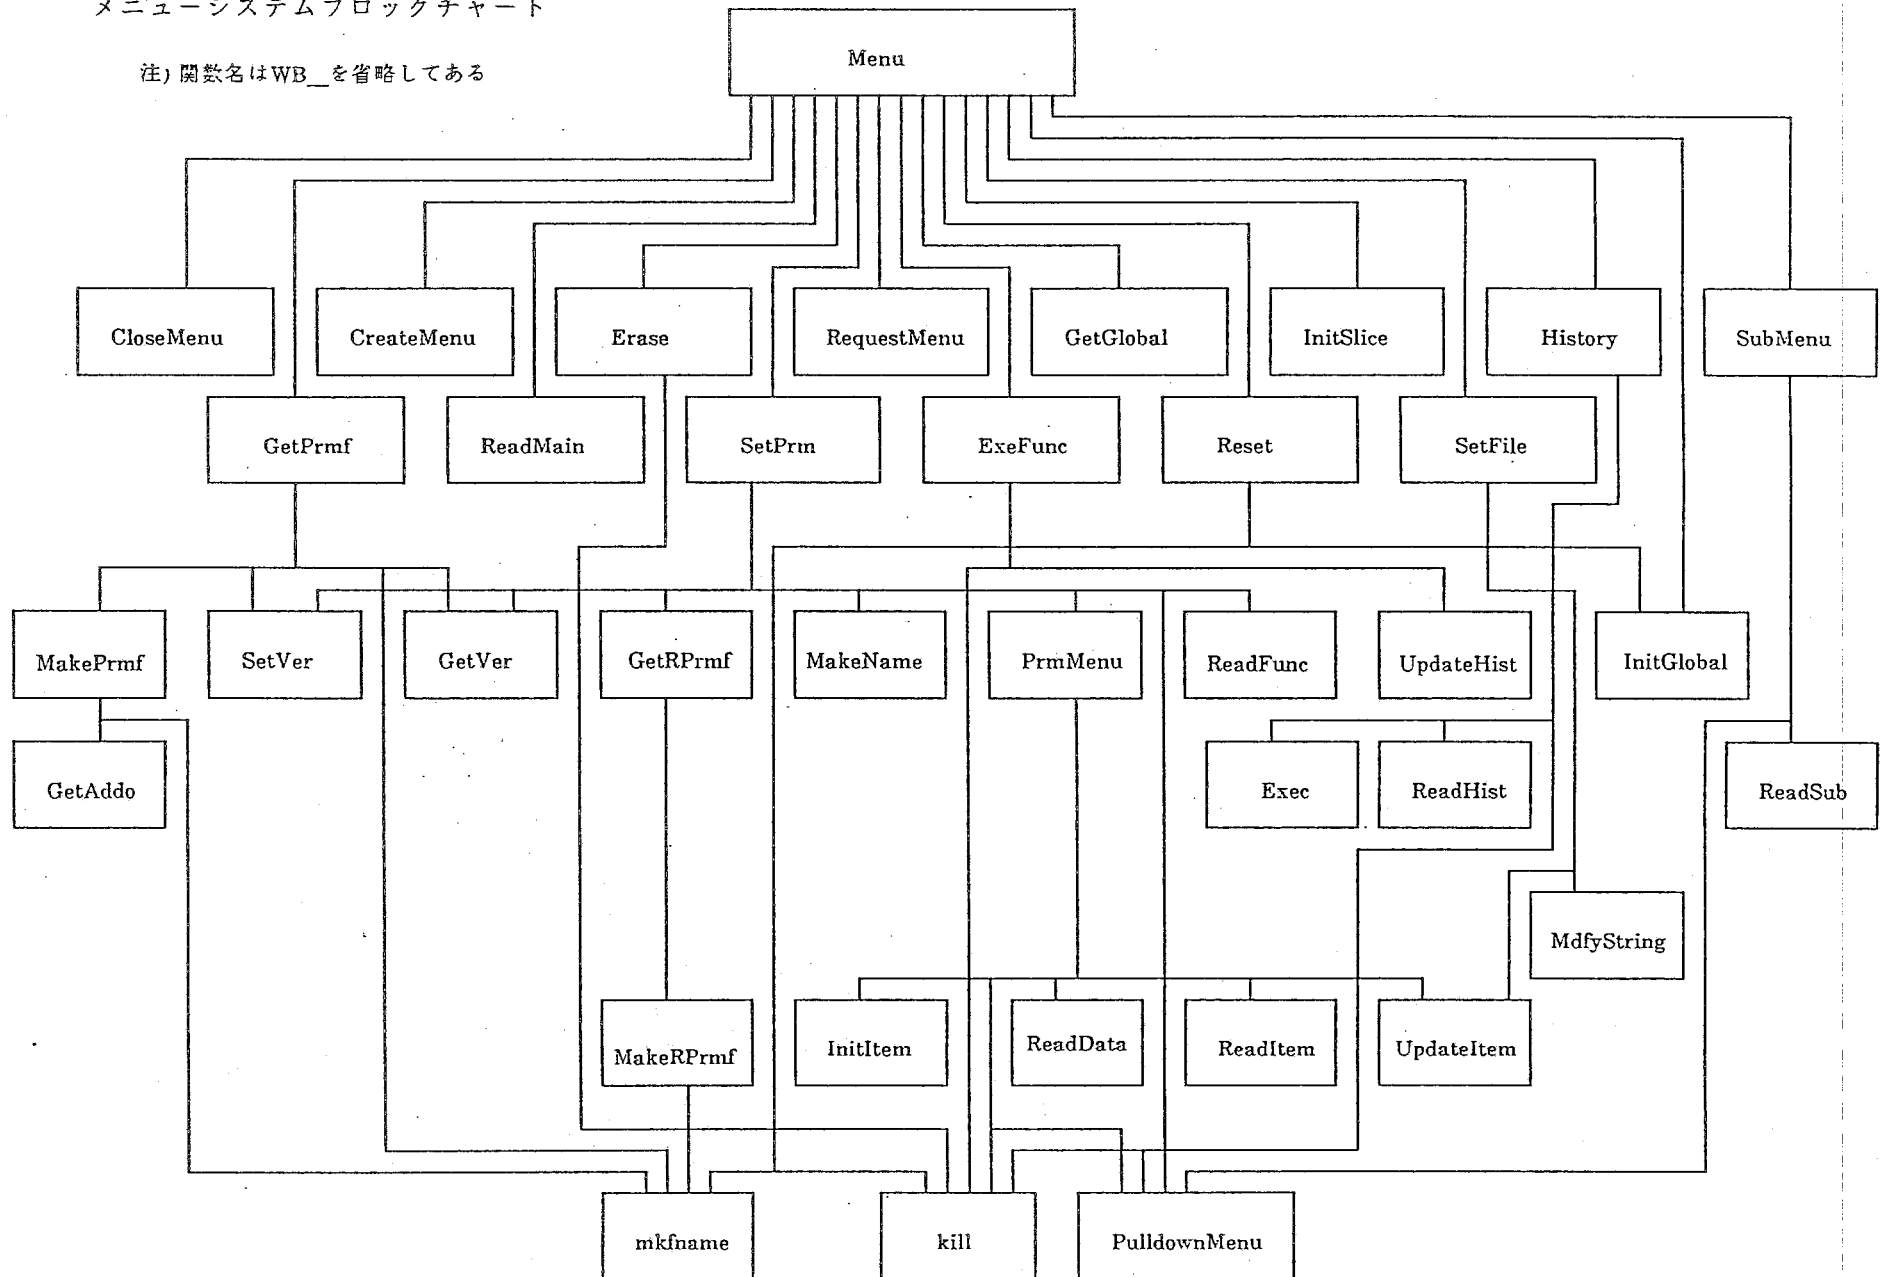 メニューシステムブロックチャート
注) 関数名はWB__を省略してある
Menu
CloseMenu
CreateMenu
Erase
RequestMenu
GetGlobal
InitSlice
History
SubMenu
GetPrmf
ReadMain
SetPrm
ExeFunc
Reset
SetFile
MakePrmf
SetVer
GetVer
GetRPrmf
MakeName
PrmMenu
ReadFunc
UpdateHist
InitGlobal
GetAddo
Exec
ReadHist
ReadSub
MdfyString
MakeRPrmf
InitItem
ReadData
ReadItem
UpdateItem
mkfname
kill
PulldownMenu